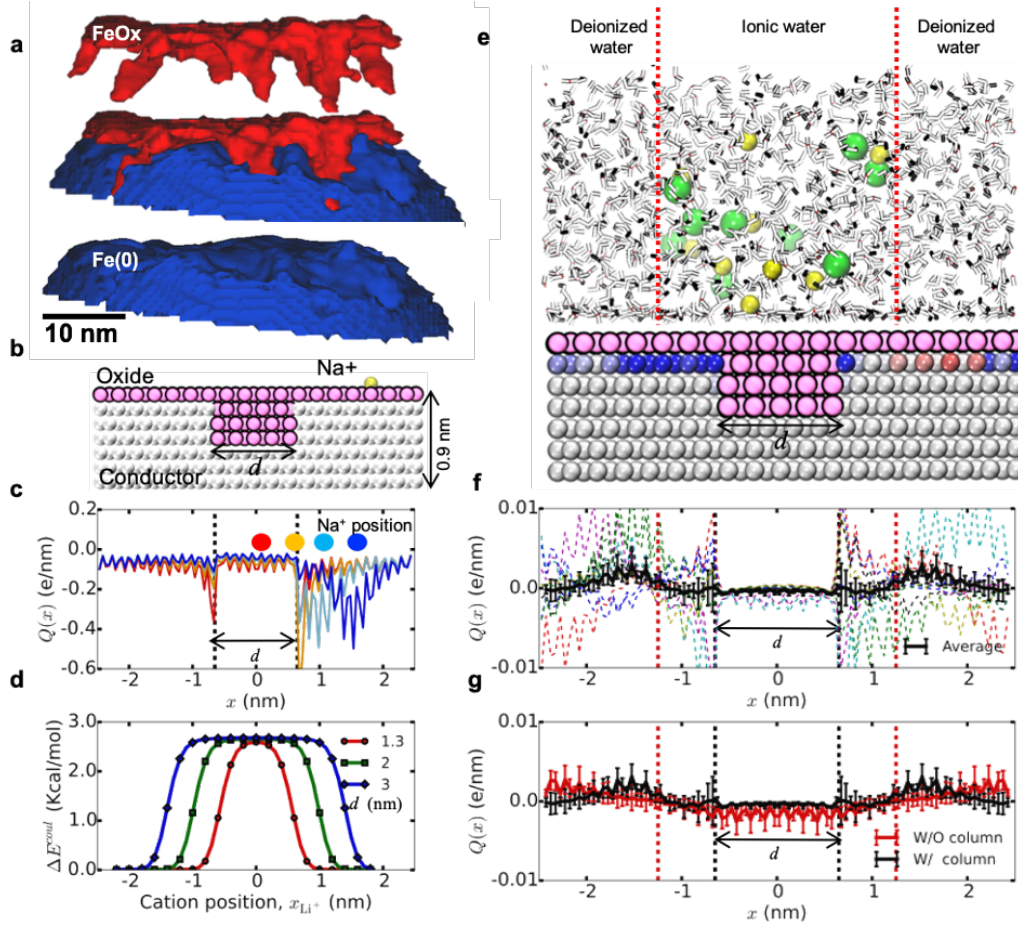 a
FeOx
Fe(0)
10 nm
b
Oxide
Na+
d
Conductor
0.9 nm
c
0.2
0.0
-0.2
-0.4
-0.6
Q(x) (e/nm)
Na⁺ position
d
-2
-1
0
1
2
x (nm)
d
3.0
2.0
1.0
0.0
ΔE^coul (Kcal/mol)
1.3
2
3
d (nm)
-2
-1
0
1
2
Cation position, x_Li⁺ (nm)
e
Deionized water
Ionic water
Deionized water
d
f
0.01
0.0
-0.01
Q(x) (e/nm)
d
Average
-2
-1
0
1
2
x (nm)
g
0.01
0.0
-0.01
Q(x) (e/nm)
d
W/O column
W/ column
-2
-1
0
1
2
x (nm)